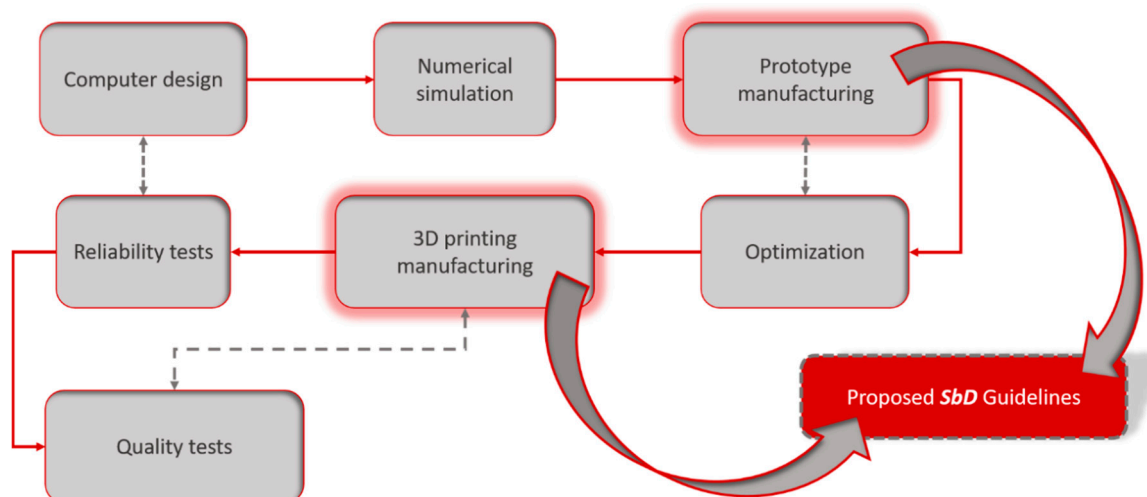 Computer design
Numerical
simulation
Prototype
manufacturing
Reliability tests
3D printing
manufacturing
Optimization
Quality tests
Proposed SbD Guidelines